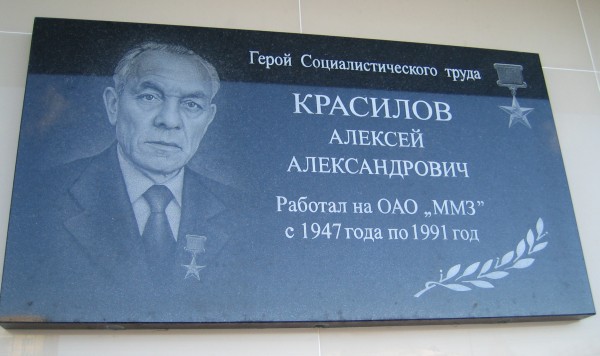 Герой Социалистического труда
КРАСИЛОВ
АЛЕКСЕЙ
АЛЕКСАНДРОВИЧ
Работал на ОАО „ММЗ”
с 1947 года по 1991 год